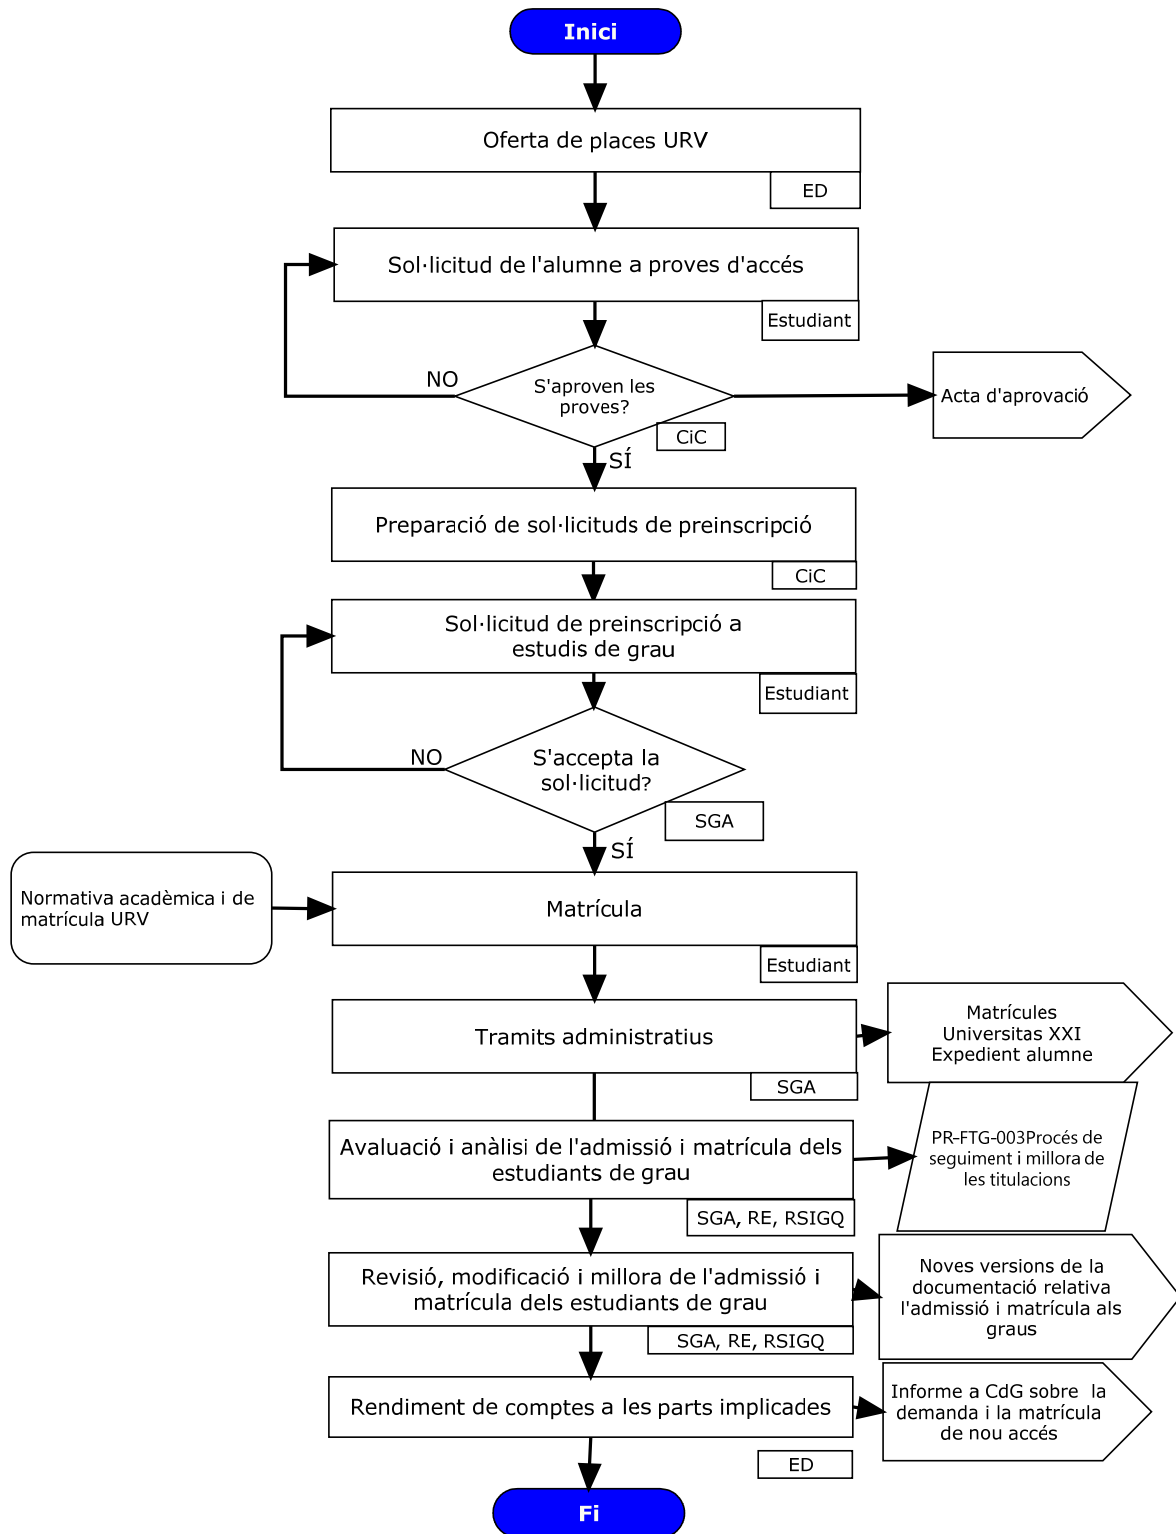 Inici
Oferta de places URV
ED
Sol·licitud de l'alumne a proves d'accés
Estudiant
NO
S'aproven les
proves?
Acta d'aprovació
CiC
SÍ
Preparació de sol·licituds de preinscripció
CiC
Sol·licitud de preinscripció a
estudis de grau
Estudiant
NO
S'accepta la
sol·licitud?
SGA
SÍ
Normativa acadèmica i de
matrícula URV
Matrícula
Estudiant
Tramits administratius
Matrícules
Universitas XXI
Expedient alumne
SGA
Avaluació i anàlisi de l'admissió i matrícula dels
estudiants de grau
PR-FTG-003Procés de
seguiment i millora de
les titulacions
SGA, RE, RSIGQ
Revisió, modificació i millora de l'admissió i
matrícula dels estudiants de grau
Noves versions de la
documentació relativa
l'admissió i matrícula als
graus
SGA, RE, RSIGQ
Rendiment de comptes a les parts implicades
Informe a CdG sobre  la
demanda i la matrícula
de nou accés
ED
Fi